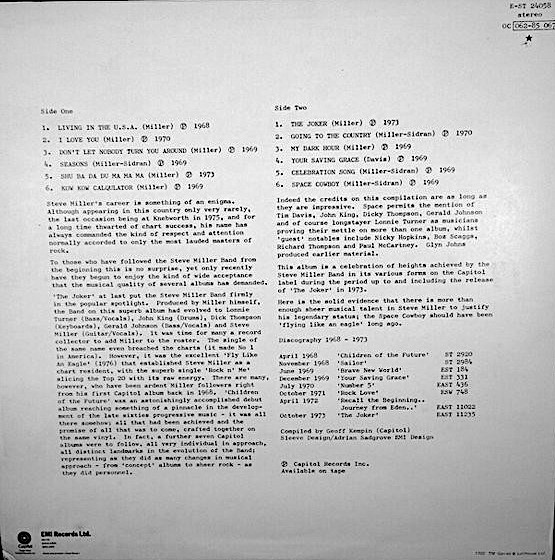 E-ST 24058
stereo
OC 062-85 067
Side One
1. LIVING IN THE U.S.A. (Miller) Ⓟ 1968
2. I LOVE YOU (Miller) Ⓟ 1970
3. DON'T LET NOBODY TURN YOU AROUND (Miller) Ⓟ 1969
4. SEASONS (Miller-Sidran) Ⓟ 1969
5. SHU BA DA DU MA MA MA (Miller) Ⓟ 1973
6. KOW KOW CALQULATOR (Miller) Ⓟ 1969
Steve Miller's career is something of an enigma.
Although appearing in this country only very rarely,
the last occasion being at Knebworth in 1975, and for
a long time thwarted of chart success, his name has
always commanded the kind of respect and attention
normally accorded to only the most lauded masters of
rock.
To those who have followed the Steve Miller Band from
the beginning this is no surprise, yet only recently
have they begun to enjoy the kind of wide acceptance
that the musical quality of several albums has demanded.
'The Joker' at last put the Steve Miller Band firmly
in the popular spotlight. Produced by Miller himself,
the Band on this superb album had evolved to Lonnie
Turner (Bass/Vocals), John King (Drums), Dick Thompson
(Keyboards), Gerald Johnson (Bass/Vocals) and Steve
Miller (Guitar/Vocals). It was time for many a record
collector to add Miller to the roster. The single of
the same name even breached the charts (it made No 1
in America). However, it was the excellent 'Fly Like
An Eagle' (1976) that established Steve Miller as a
chart resident, with the superb single 'Rock n' Me'
slicing the Top 20 with its raw energy. There are many,
however, who have been ardent Miller followers right
from his first Capitol album back in 1968, 'Children
of the Future' was an astonishingly accomplished debut
album reaching something of a pinnacle in the develop-
ment of the late sixties progressive music - it was all
there somehow; all that had been achieved and the
promise of all that was to come, crafted together on
the same vinyl. In fact, a further seven Capitol
albums were to follow, all very individual in approach,
all distinct landmarks in the evolution of the Band;
representing as they did as many changes in musical
approach - from 'concept' albums to sheer rock - as
they did personnel.
Side Two
1. THE JOKER (Miller) Ⓟ 1973
2. GOING TO THE COUNTRY (Miller-Sidran) Ⓟ 1970
3. MY DARK HOUR (Miller) Ⓟ 1969
4. YOUR SAVING GRACE (Davis) Ⓟ 1969
5. CELEBRATION SONG (Miller-Sidran) Ⓟ 1969
6. SPACE COWBOY (Miller-Sidran) Ⓟ 1969
Indeed the credits on this compilation are as long as
they are impressive. Space permits the mention of
Tim Davis, John King, Dicky Thompson, Gerald Johnson
and of course longstayer Lonnie Turner as musicians
proving their mettle on more than one album, whilst
'guest' notables include Nicky Hopkins, Boz Scaggs,
Richard Thompson and Paul McCartney. Glyn Johns
produced earlier material.
This album is a celebration of heights achieved by the
Steve Miller Band in its various forms on the Capitol
label during the period up to and including the release
of 'The Joker' in 1973.
Here is the solid evidence that there is more than
enough sheer musical talent in Steve Miller to justify
his legendary status; the Space Cowboy should have been
'flying like an eagle' long ago.
Discography 1968 - 1973
April 1968 'Children of the Future' ST 2920
November 1968 'Sailor' ST 2984
June 1969 'Brave New World' EST 184
December 1969 'Your Saving Grace' EST 331
July 1970 'Number 5' EAST 436
October 1971 'Rock Love' ESW 748
April 1972 'Recall the Beginning..
Journey from Eden..' EAST 11022
October 1973 'The Joker' EAST 11235
Compiled by Geoff Kempin (Capitol)
Sleeve Design/Adrian Sadgrove EMI Design
Ⓟ Capitol Records Inc.
Available on tape
Capitol
EMI Records Ltd.